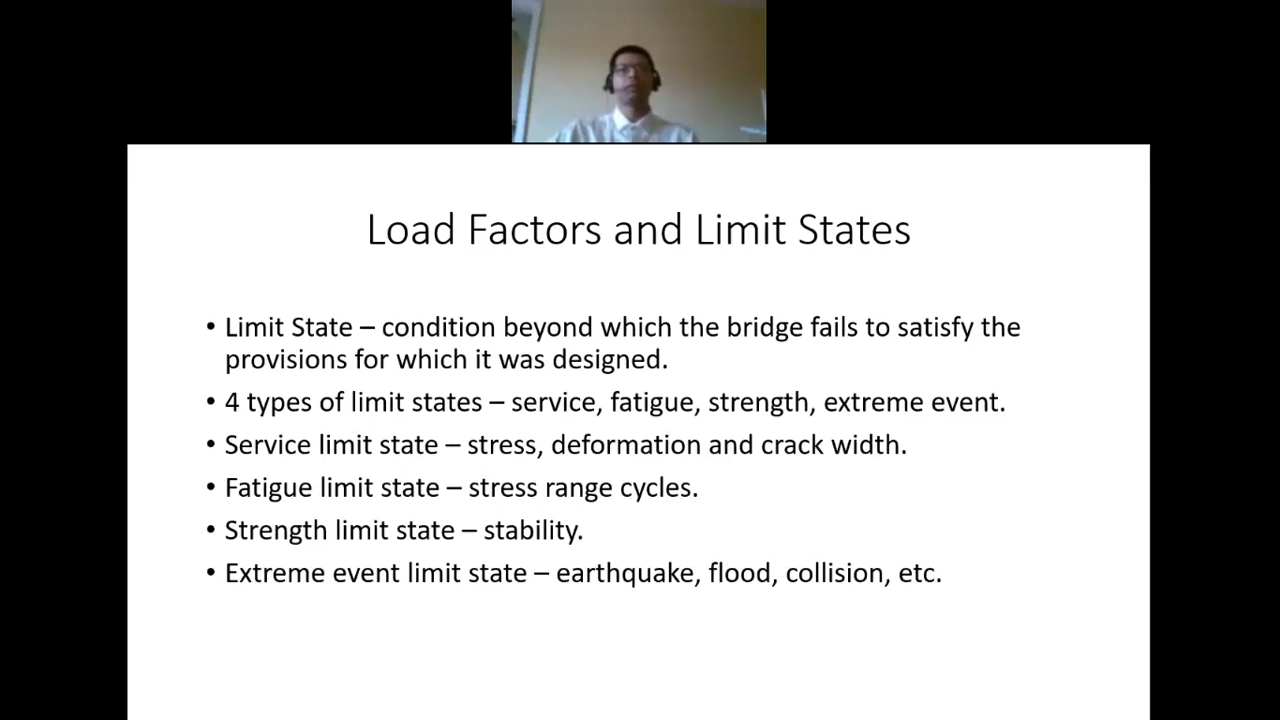 Load Factors and Limit States
• Limit State – condition beyond which the bridge fails to satisfy the
provisions for which it was designed.
• 4 types of limit states – service, fatigue, strength, extreme event.
• Service limit state – stress, deformation and crack width.
• Fatigue limit state – stress range cycles.
• Strength limit state – stability.
• Extreme event limit state – earthquake, flood, collision, etc.